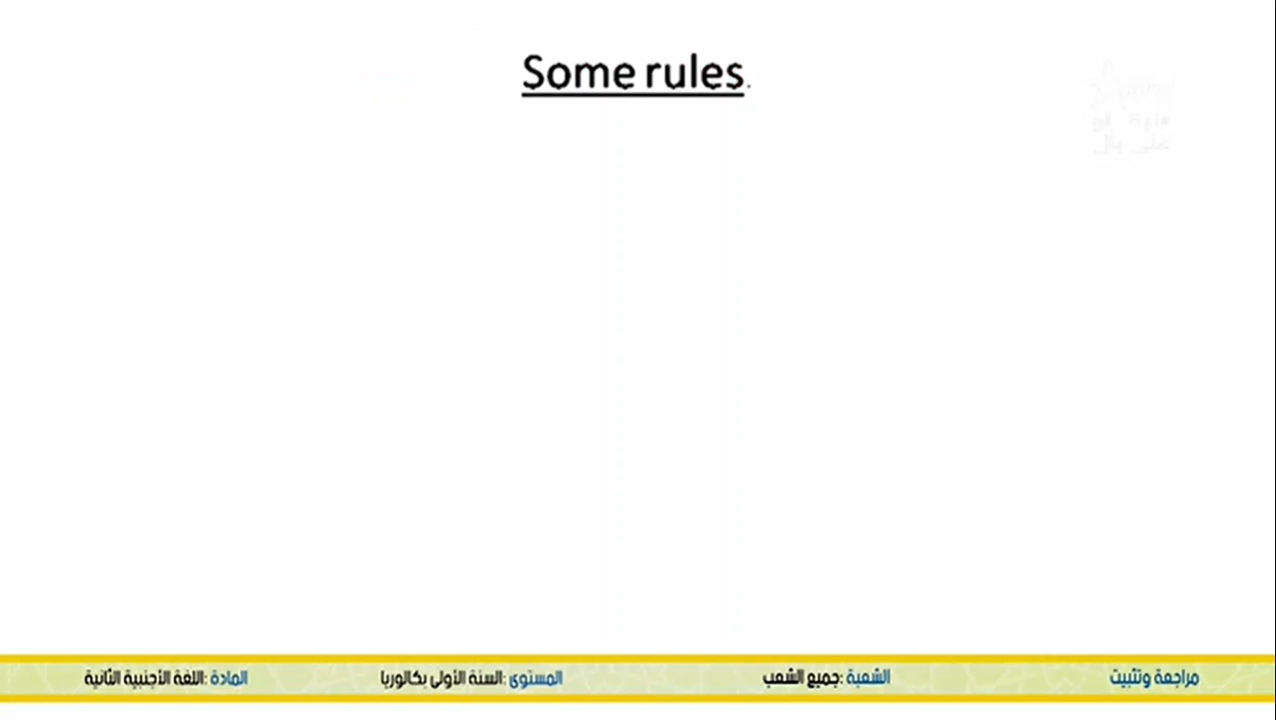 Some rules.
مراجعة وتثبيت
الشعبة :جميع الشعب
المستوى :السنة الأولى بكالوريا
المادة :اللغة الأجنبية الثانية